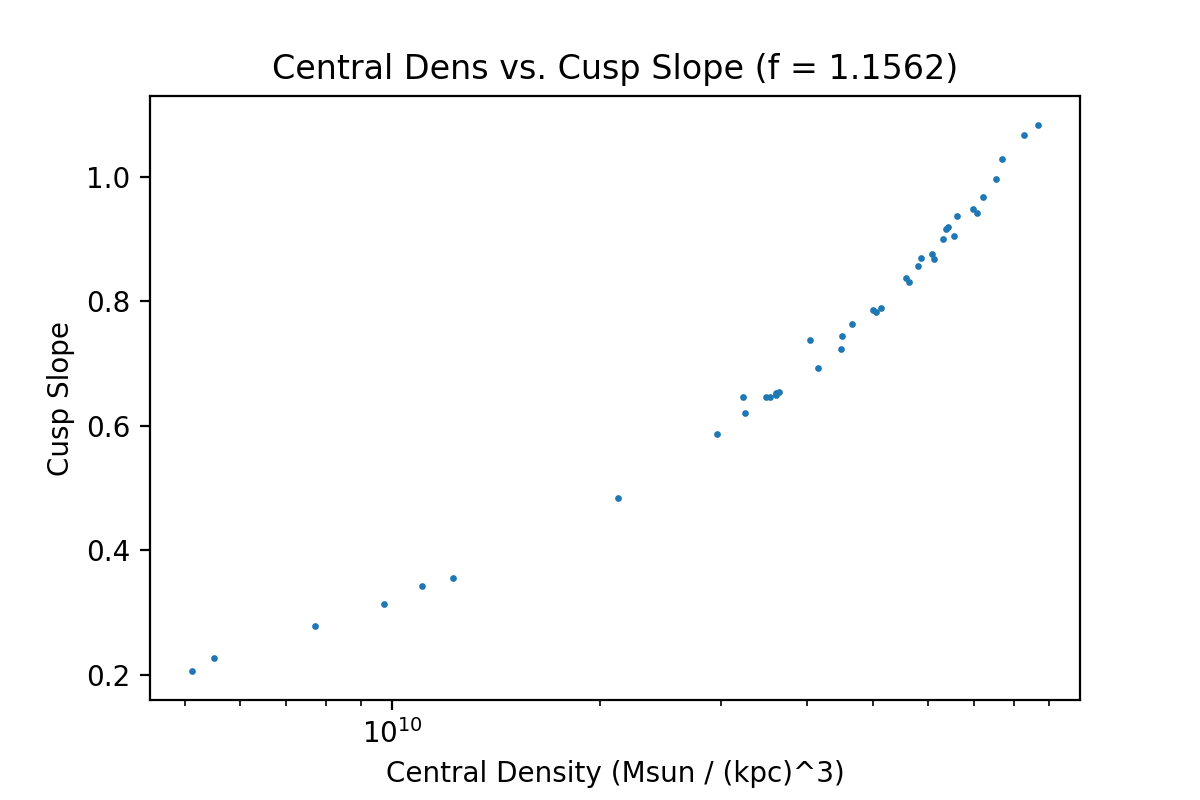 Central Dens vs. Cusp Slope (f = 1.1562)
Cusp Slope
1.0
0.8
0.6
0.4
0.2
10^10
Central Density (Msun / (kpc)^3)